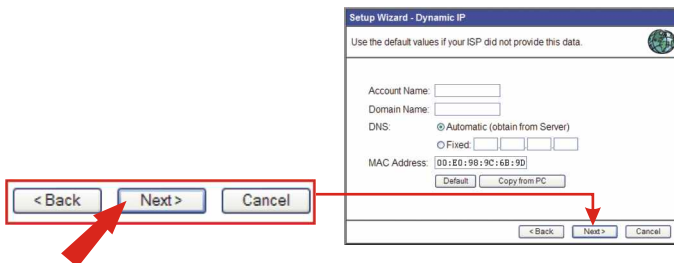 Setup Wizard - Dynamic IP
Use the default values if your ISP did not provide this data.
Account Name:
Domain Name:
DNS: Automatic (obtain from Server)
Fixed: . . .
MAC Address: 00:E0:98:9C:6B:9D
Default Copy from PC
< Back Next > Cancel
< Back Next > Cancel